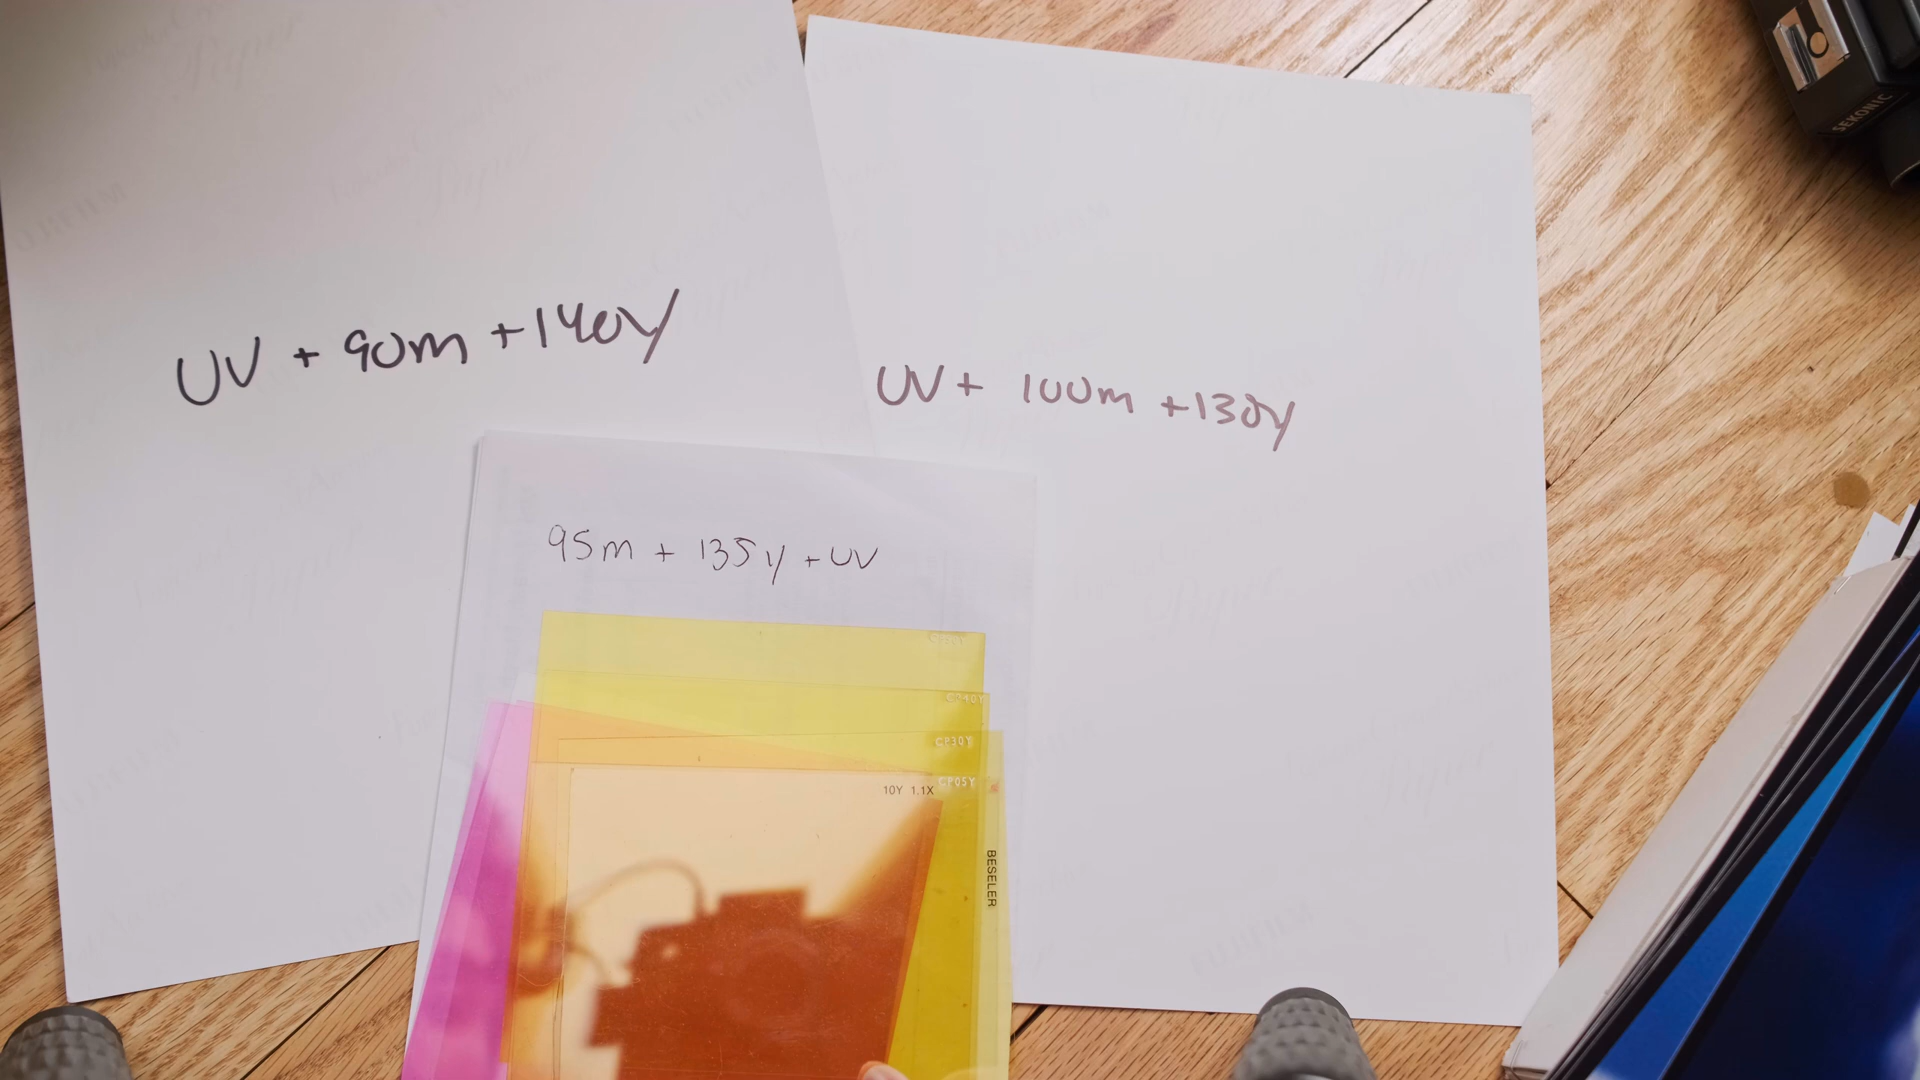 UV + 90m + 140Y
UV + 100m + 130y
95m + 135y + UV
CP40Y
CP30Y
CP05Y
10Y 1.1X
BESELER
SEKONIC